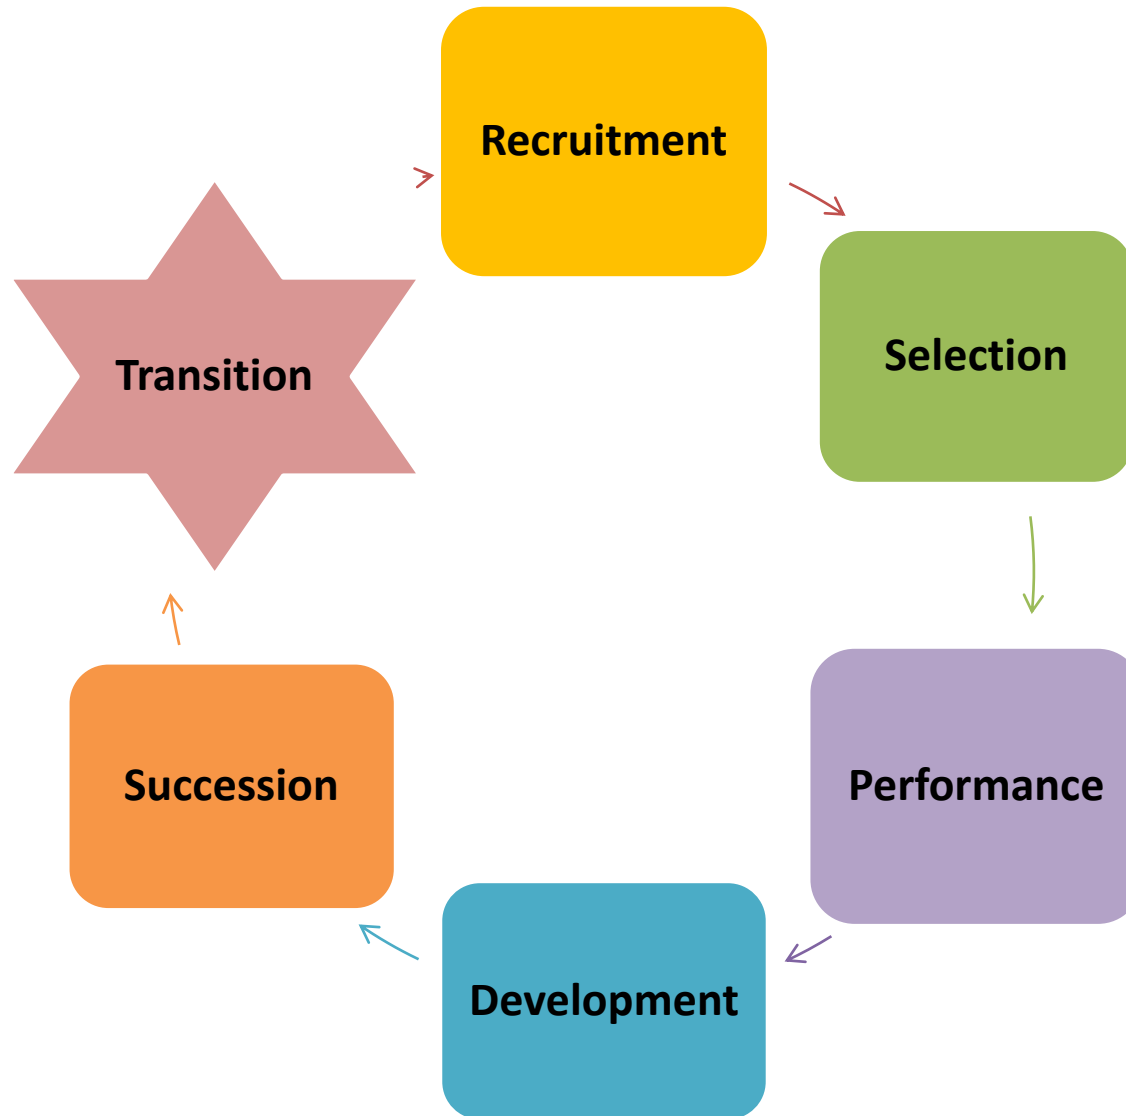 Recruitment
Selection
Performance
Development
Succession
Transition